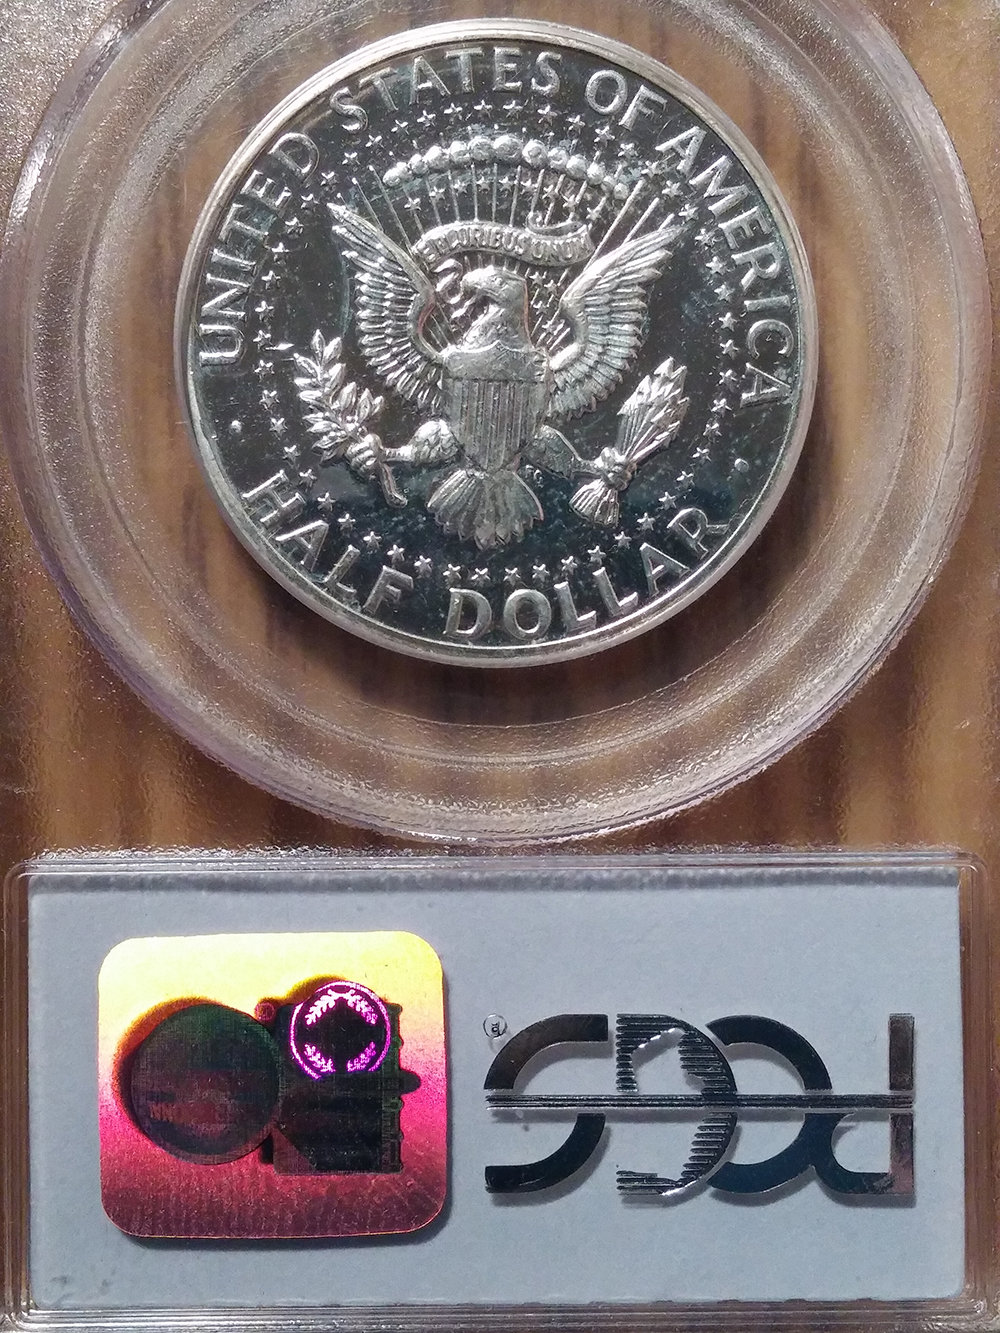 UNITED STATES OF AMERICA
PLURIBUS UNUM
HALF DOLLAR
PCGS